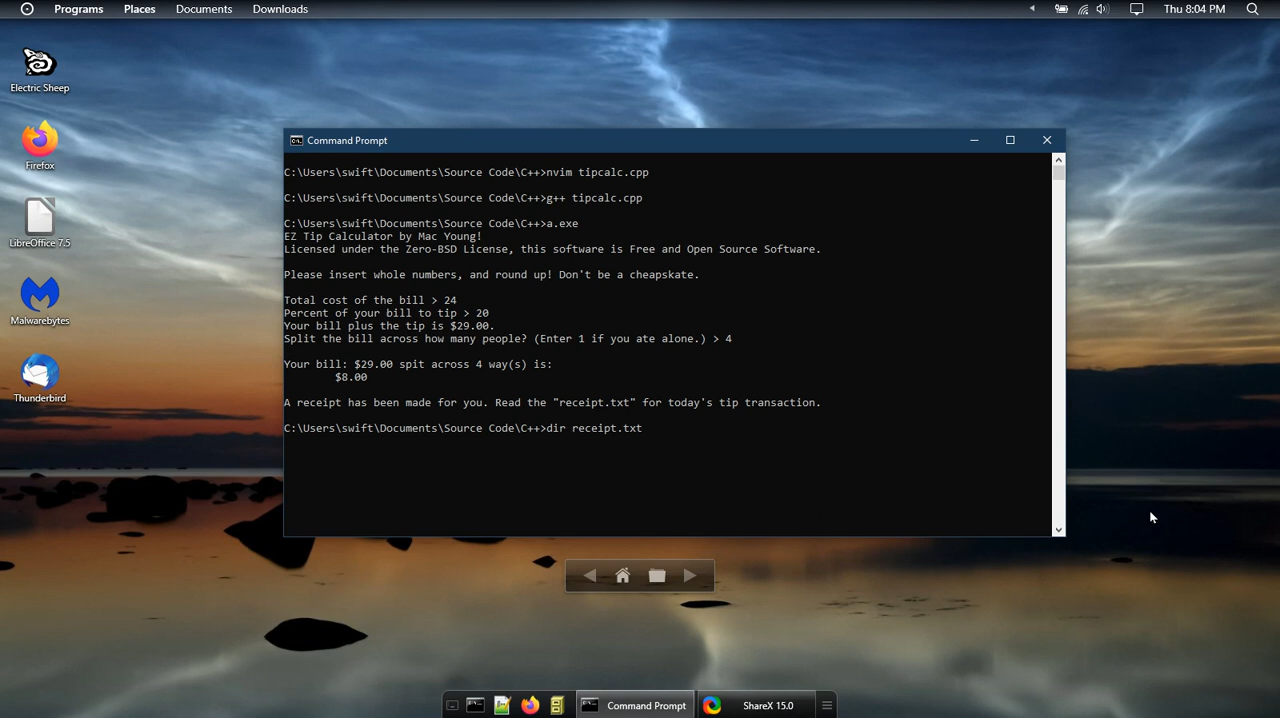 Programs Places Documents Downloads Thu 8:04 PM
Electric Sheep
Firefox
LibreOffice 7.5
Malwarebytes
Thunderbird
Command Prompt
C:\Users\swift\Documents\Source Code\C++>nvim tipcalc.cpp
C:\Users\swift\Documents\Source Code\C++>g++ tipcalc.cpp
C:\Users\swift\Documents\Source Code\C++>a.exe
EZ Tip Calculator by Mac Young!
Licensed under the Zero-BSD License, this software is Free and Open Source Software.
Please insert whole numbers, and round up! Don't be a cheapskate.
Total cost of the bill > 24
Percent of your bill to tip > 20
Your bill plus the tip is $29.00.
Split the bill across how many people? (Enter 1 if you ate alone.) > 4
Your bill: $29.00 spit across 4 way(s) is:
$8.00
A receipt has been made for you. Read the "receipt.txt" for today's tip transaction.
C:\Users\swift\Documents\Source Code\C++>dir receipt.txt
Command Prompt ShareX 15.0